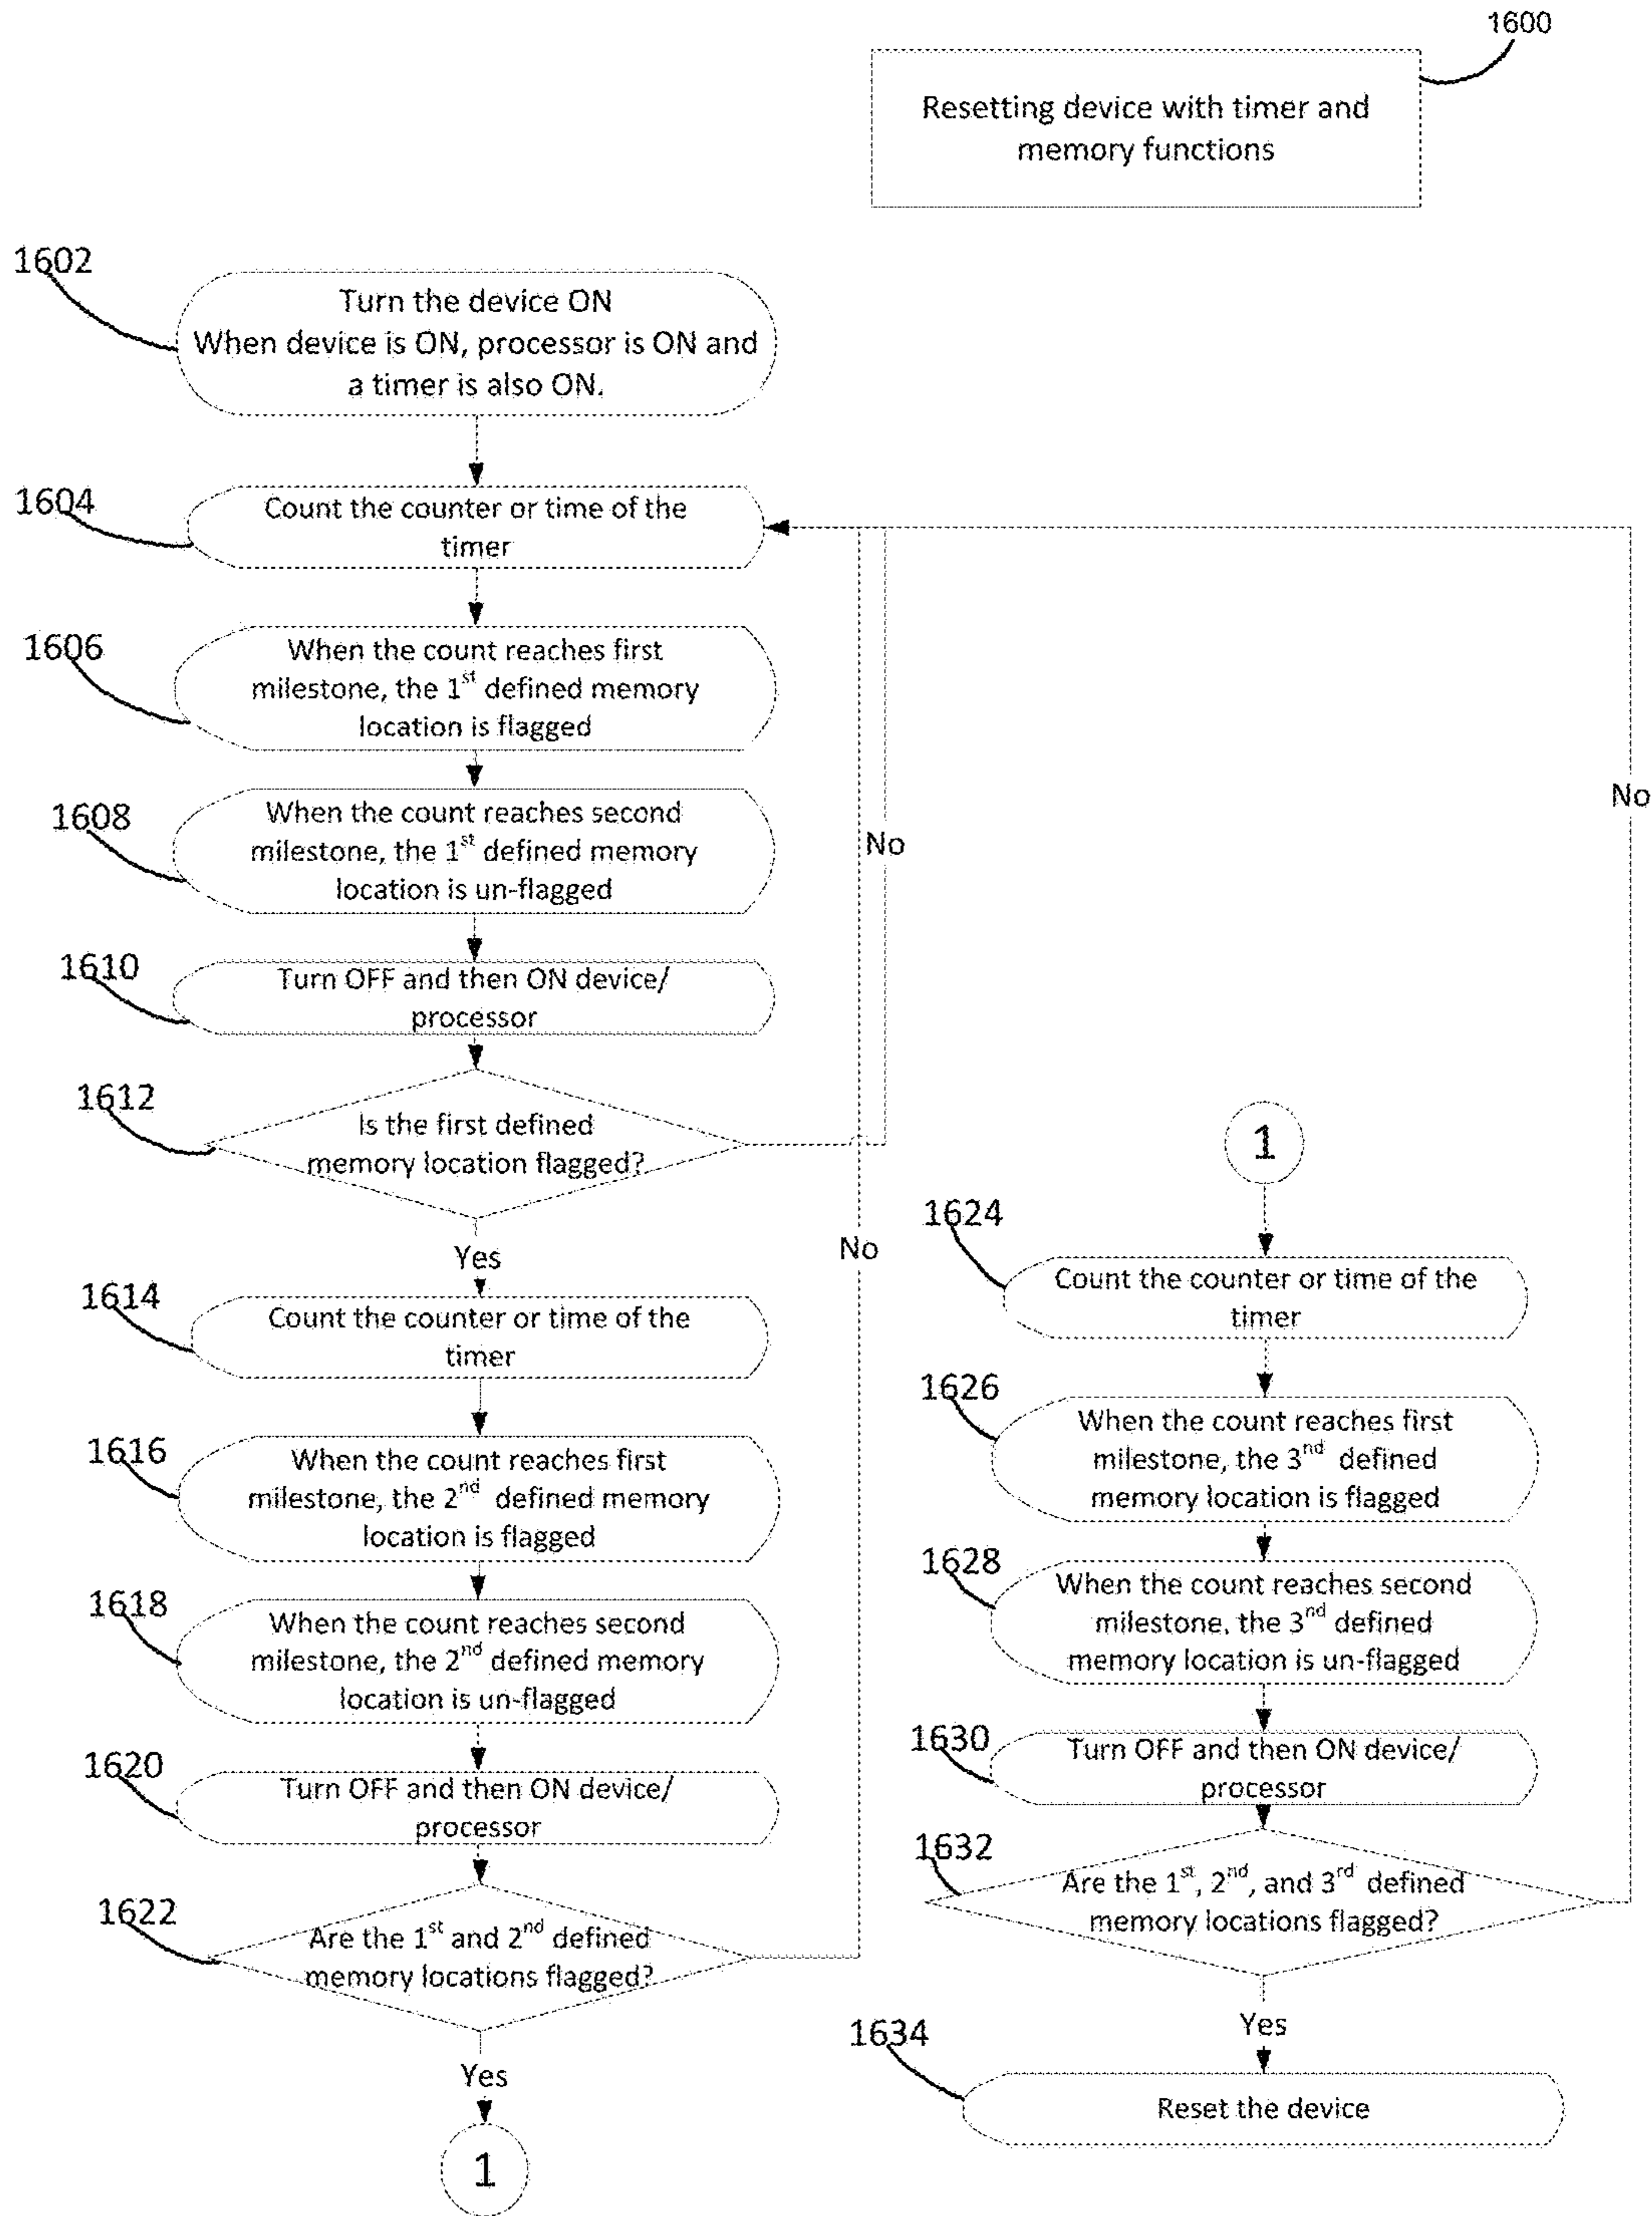 1600
Resetting device with timer and
memory functions
1602
Turn the device ON
When device is ON, processor is ON and
a timer is also ON.
1604
Count the counter or time of the
timer
1606
When the count reaches first
milestone, the 1st defined memory
location is flagged
1608
When the count reaches second
milestone, the 1st defined memory
location is un-flagged
1610
Turn OFF and then ON device/
processor
1612
Is the first defined
memory location flagged?
No
Yes
1614
Count the counter or time of the
timer
1616
When the count reaches first
milestone, the 2nd defined memory
location is flagged
1618
When the count reaches second
milestone, the 2nd defined memory
location is un-flagged
1620
Turn OFF and then ON device/
processor
1622
Are the 1st and 2nd defined
memory locations flagged?
No
Yes
1
1
1624
Count the counter or time of the
timer
1626
When the count reaches first
milestone, the 3nd defined
memory location is flagged
1628
When the count reaches second
milestone, the 3nd defined
memory location is un-flagged
1630
Turn OFF and then ON device/
processor
1632
Are the 1st, 2nd, and 3rd defined
memory locations flagged?
No
Yes
1634
Reset the device